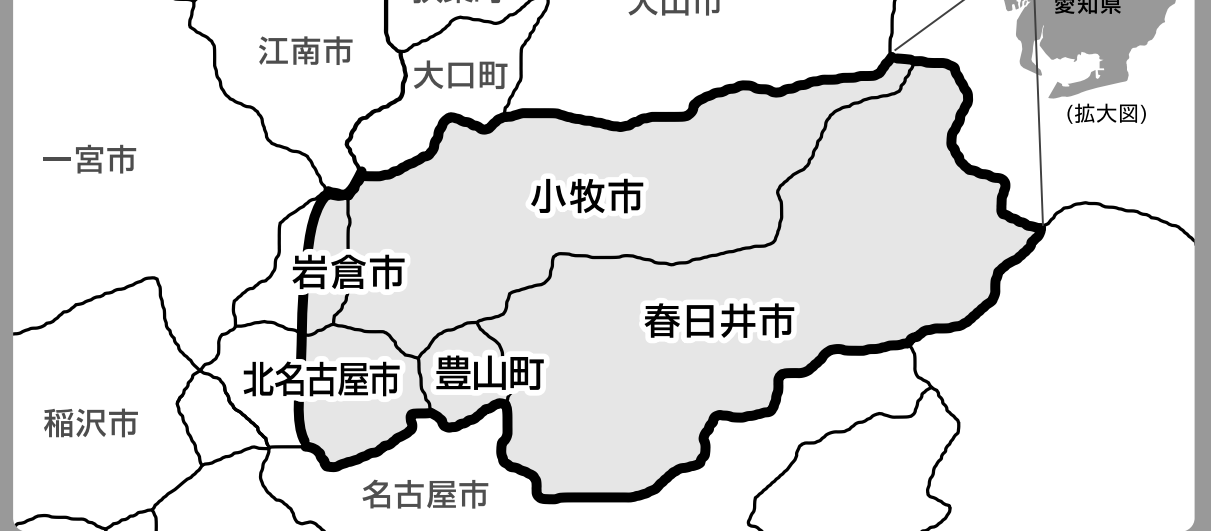 愛知県
(拡大図)
江南市
大口町
一宮市
小牧市
岩倉市
春日井市
北名古屋市
豊山町
稲沢市
名古屋市